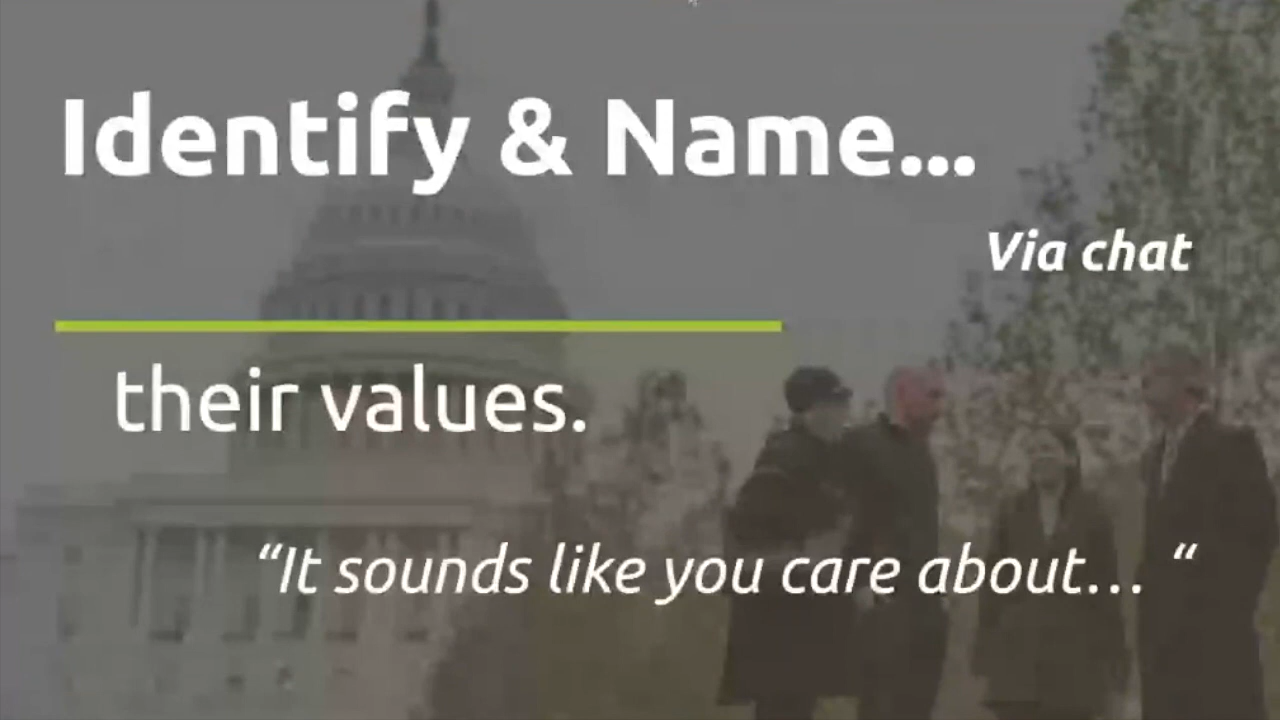 Identify & Name...
Via chat
their values.
“It sounds like you care about… “